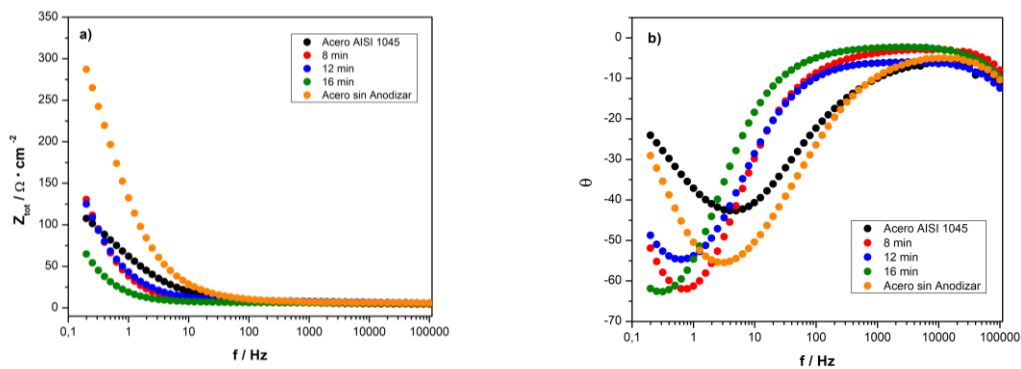 a)
Acero AISI 1045
8 min
12 min
16 min
Acero sin Anodizar
350
300
250
200
150
100
50
0
Z_tot / Ω · cm⁻²
0,1 1 10 100 1000 10000 100000
f / Hz
b)
0
-10
-20
-30
-40
-50
-60
-70
θ
Acero AISI 1045
8 min
12 min
16 min
Acero sin Anodizar
0,1 1 10 100 1000 10000 100000
f / Hz